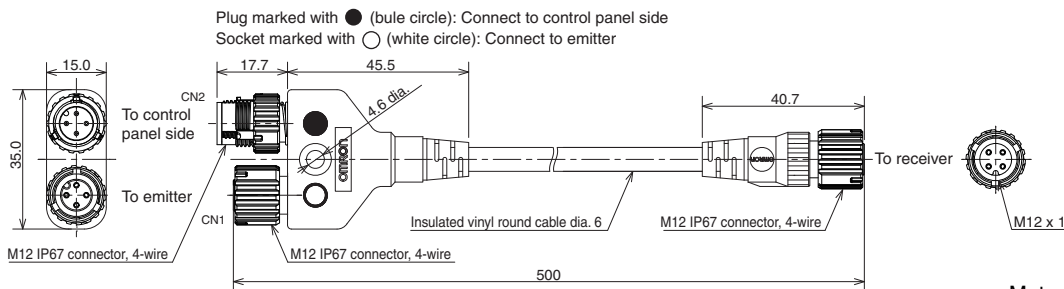 Plug marked with ● (bule circle): Connect to control panel side
Socket marked with ○ (white circle): Connect to emitter
15.0
17.7
45.5
40.7
35.0
CN2
To control
panel side
4.6 dia.
OMRON
OMRON
To receiver
To emitter
CN1
Insulated vinyl round cable dia. 6
M12 IP67 connector, 4-wire
M12 x 1
M12 IP67 connector, 4-wire
M12 IP67 connector, 4-wire
500